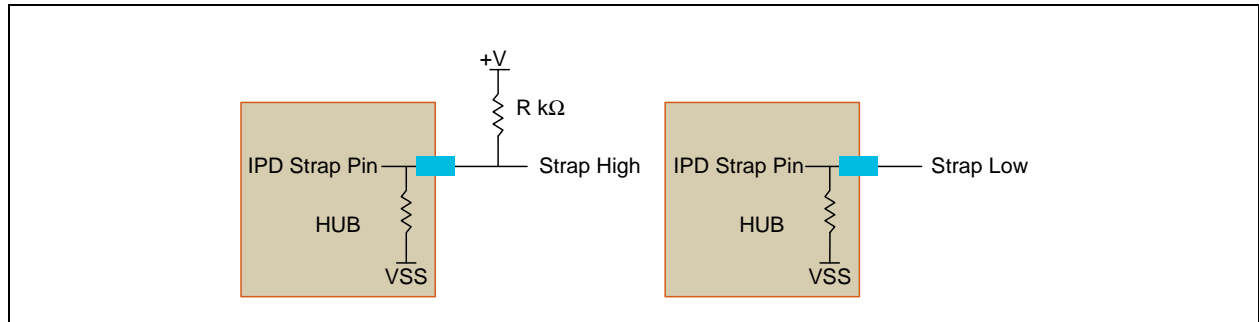 +V
R kΩ
IPD Strap Pin
Strap High
HUB
VSS
IPD Strap Pin
Strap Low
HUB
VSS